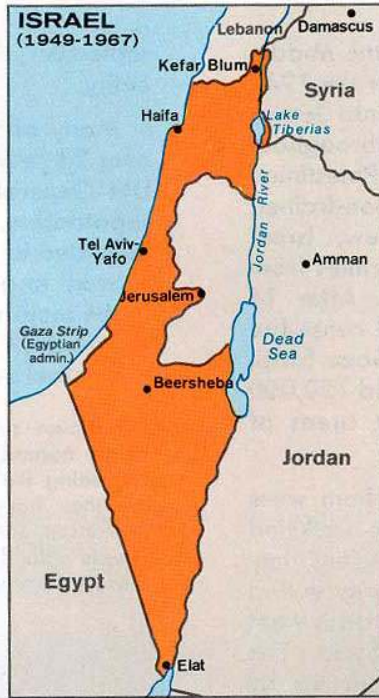 ISRAEL
(1949-1967)
Lebanon
Damascus
Kefar Blum
Syria
Haifa
Lake
Tiberias
Jordan River
Tel Aviv-
Yafo
Amman
Jerusalem
Gaza Strip
(Egyptian
admin.)
Dead
Sea
Beersheba
Jordan
Egypt
Elat